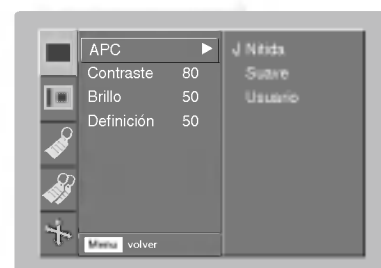 APC
Contraste 80
Brillo 50
Definición 50
Nítida
Suave
Usuario
Menu volver